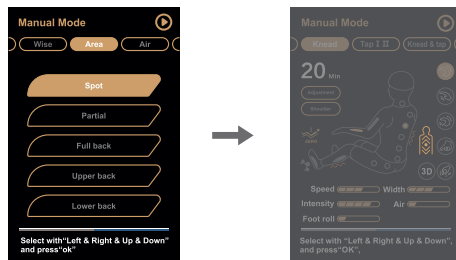 Manual Mode
Wise Area Air
Spot
Partial
Full back
Upper back
Lower back
Select with“Left & Right & Up & Down”
and press“ok”
Manual Mode
Knead Tap I II Knead & tap
20 Min
Adjustment
Shoulder
3D
Speed Width
Intensity Air
Foot roll
Select with “Left & Right & Up & Down,
and press“OK”,